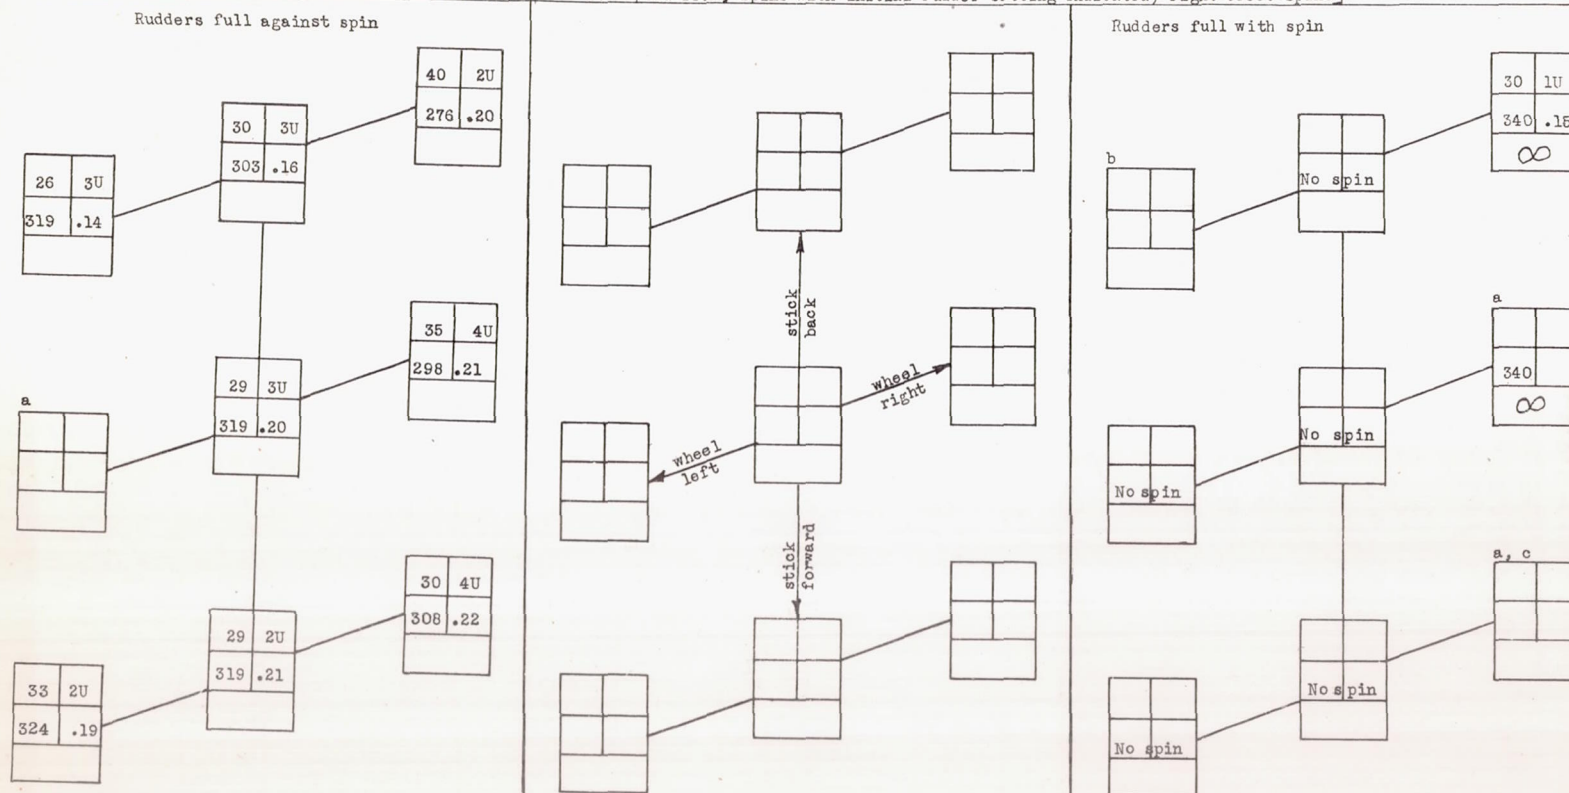 Rudders full against spin
40 2U
276 .20
30 3U
303 .16
26 3U
319 .14
35 4U
298 .21
29 3U
319 .20
a
30 4U
308 .22
29 2U
319 .21
33 2U
324 .19
stick back
wheel right
wheel left
stick forward
Rudders full with spin
30 1U
340
∞
No spin
b
a
340
∞
No spin
No spin
a, c
No spin
No spin